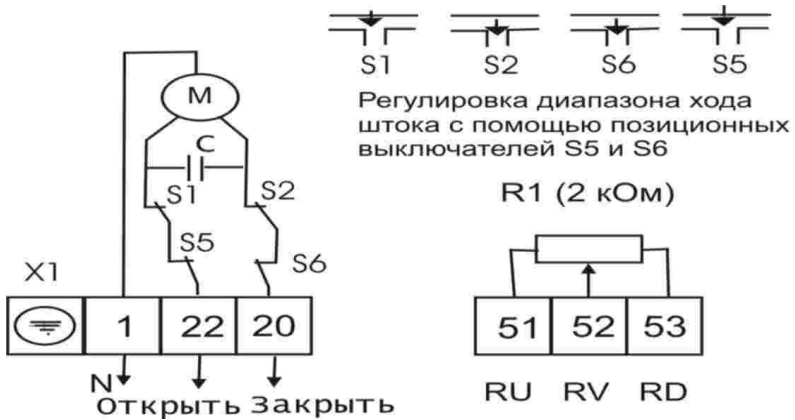 S1 S2 S6 S5
Регулировка диапазона хода
штока с помощью позиционных
выключателей S5 и S6
M
C
S1 S2
S5 S6
X1
1 22 20
N
Открыть Закрыть
R1 (2 кОм)
51 52 53
RU RV RD